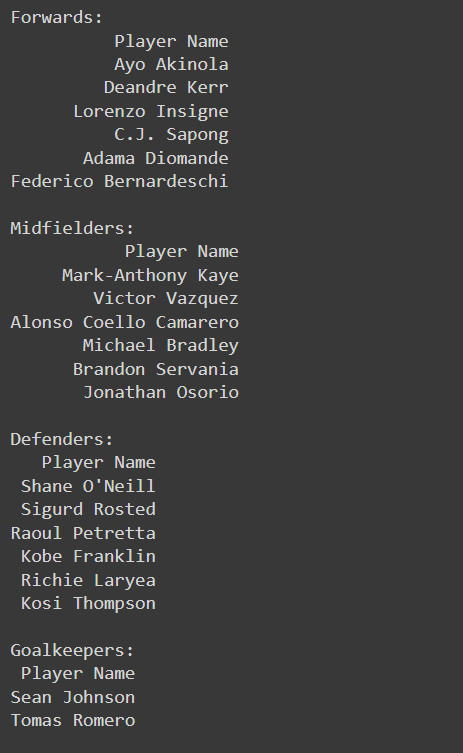 Forwards:
Player Name
Ayo Akinola
Deandre Kerr
Lorenzo Insigne
C.J. Sapong
Adama Diomande
Federico Bernardeschi
Midfielders:
Player Name
Mark-Anthony Kaye
Victor Vazquez
Alonso Coello Camarero
Michael Bradley
Brandon Servania
Jonathan Osorio
Defenders:
Player Name
Shane O'Neill
Sigurd Rosted
Raoul Petretta
Kobe Franklin
Richie Laryea
Kosi Thompson
Goalkeepers:
Player Name
Sean Johnson
Tomas Romero